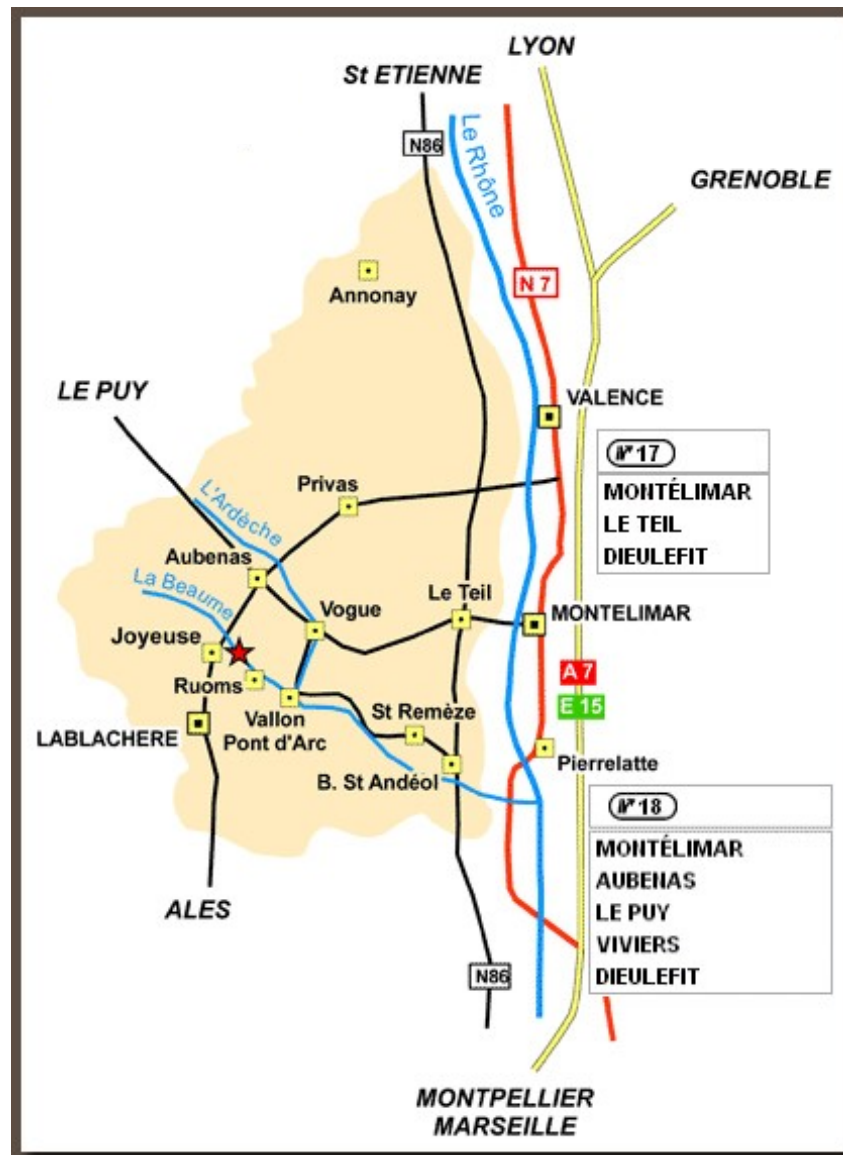 LYON
St ETIENNE
N86
Le Rhône
GRENOBLE
Annonay
N 7
LE PUY
VALENCE
17
MONTÉLIMAR
LE TEIL
DIEULEFIT
Privas
L'Ardèche
Aubenas
La Beaume
Le Teil
Vogue
MONTELIMAR
Joyeuse
A 7
Ruoms
E 15
Vallon
Pont d'Arc
St Remèze
LABLACHERE
Pierrelatte
B. St Andéol
18
MONTÉLIMAR
AUBENAS
LE PUY
VIVIERS
DIEULEFIT
ALES
N86
MONTPELLIER
MARSEILLE